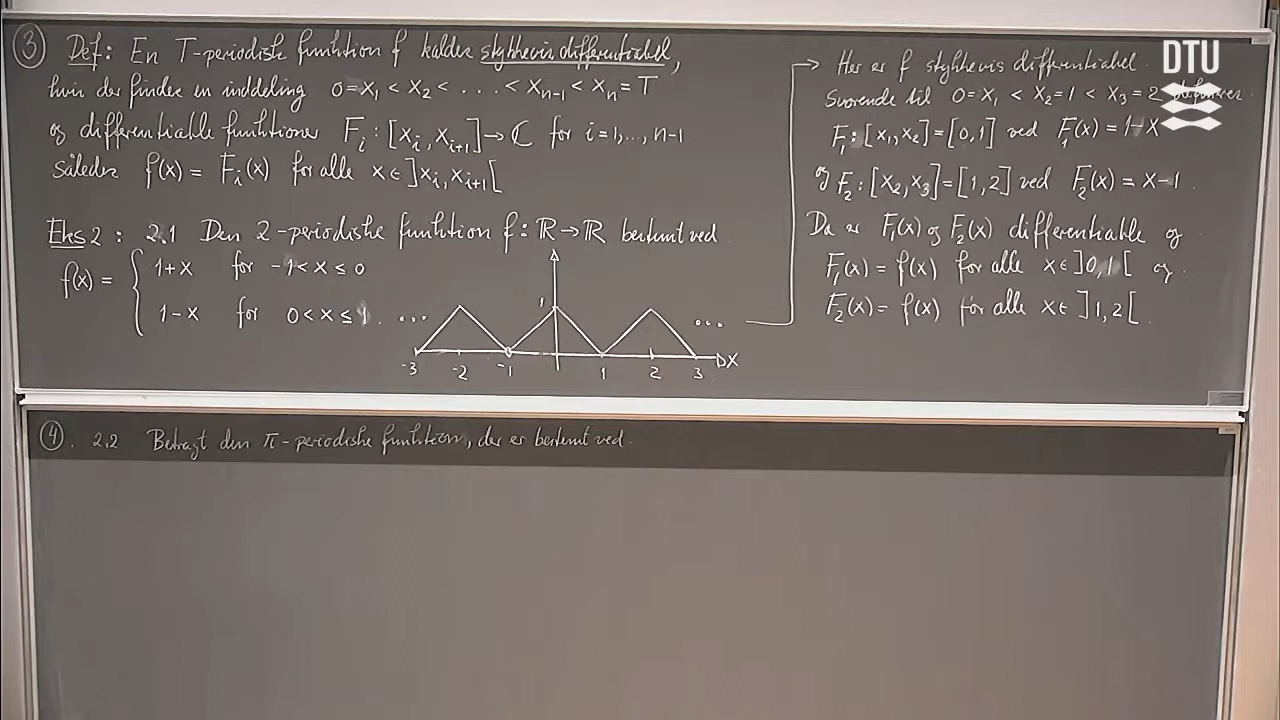 ③ Def: En T-periodisk funktion f kaldes stykkevis differentiabel,
hvis der findes en inddeling 0=x₁ < x₂ < . . . < xₙ₋₁ < xₙ = T
og differentiable funktioner Fᵢ : [xᵢ, xᵢ₊₁] → ℂ for i=1,..., n-1
således f(x) = Fᵢ(x) for alle x∈]xᵢ, xᵢ₊₁[
Eks 2 : 2.1 Den 2-periodiske funktion f: ℝ→ℝ bestemt ved
f(x) = { 1+x for -1<x≤0
1-x for 0<x≤1.
... 1 ...
-3 -2 -1 1 2 3 x
→ Her er f stykkevis differentiabel.
Svarende til 0=x₁ < x₂=1 < x₃=2 defineres
F₁: [x₁,x₂]=[0,1] ved F₁(x) = 1-x
og F₂: [x₂,x₃]=[1,2] ved F₂(x) = x-1.
Da er F₁(x) og F₂(x) differentiable og
F₁(x) = f(x) for alle x∈]0,1[ og
F₂(x) = f(x) for alle x∈]1,2[.
DTU
④. 2.2 Betragt den π-periodiske funktion, der er bestemt ved